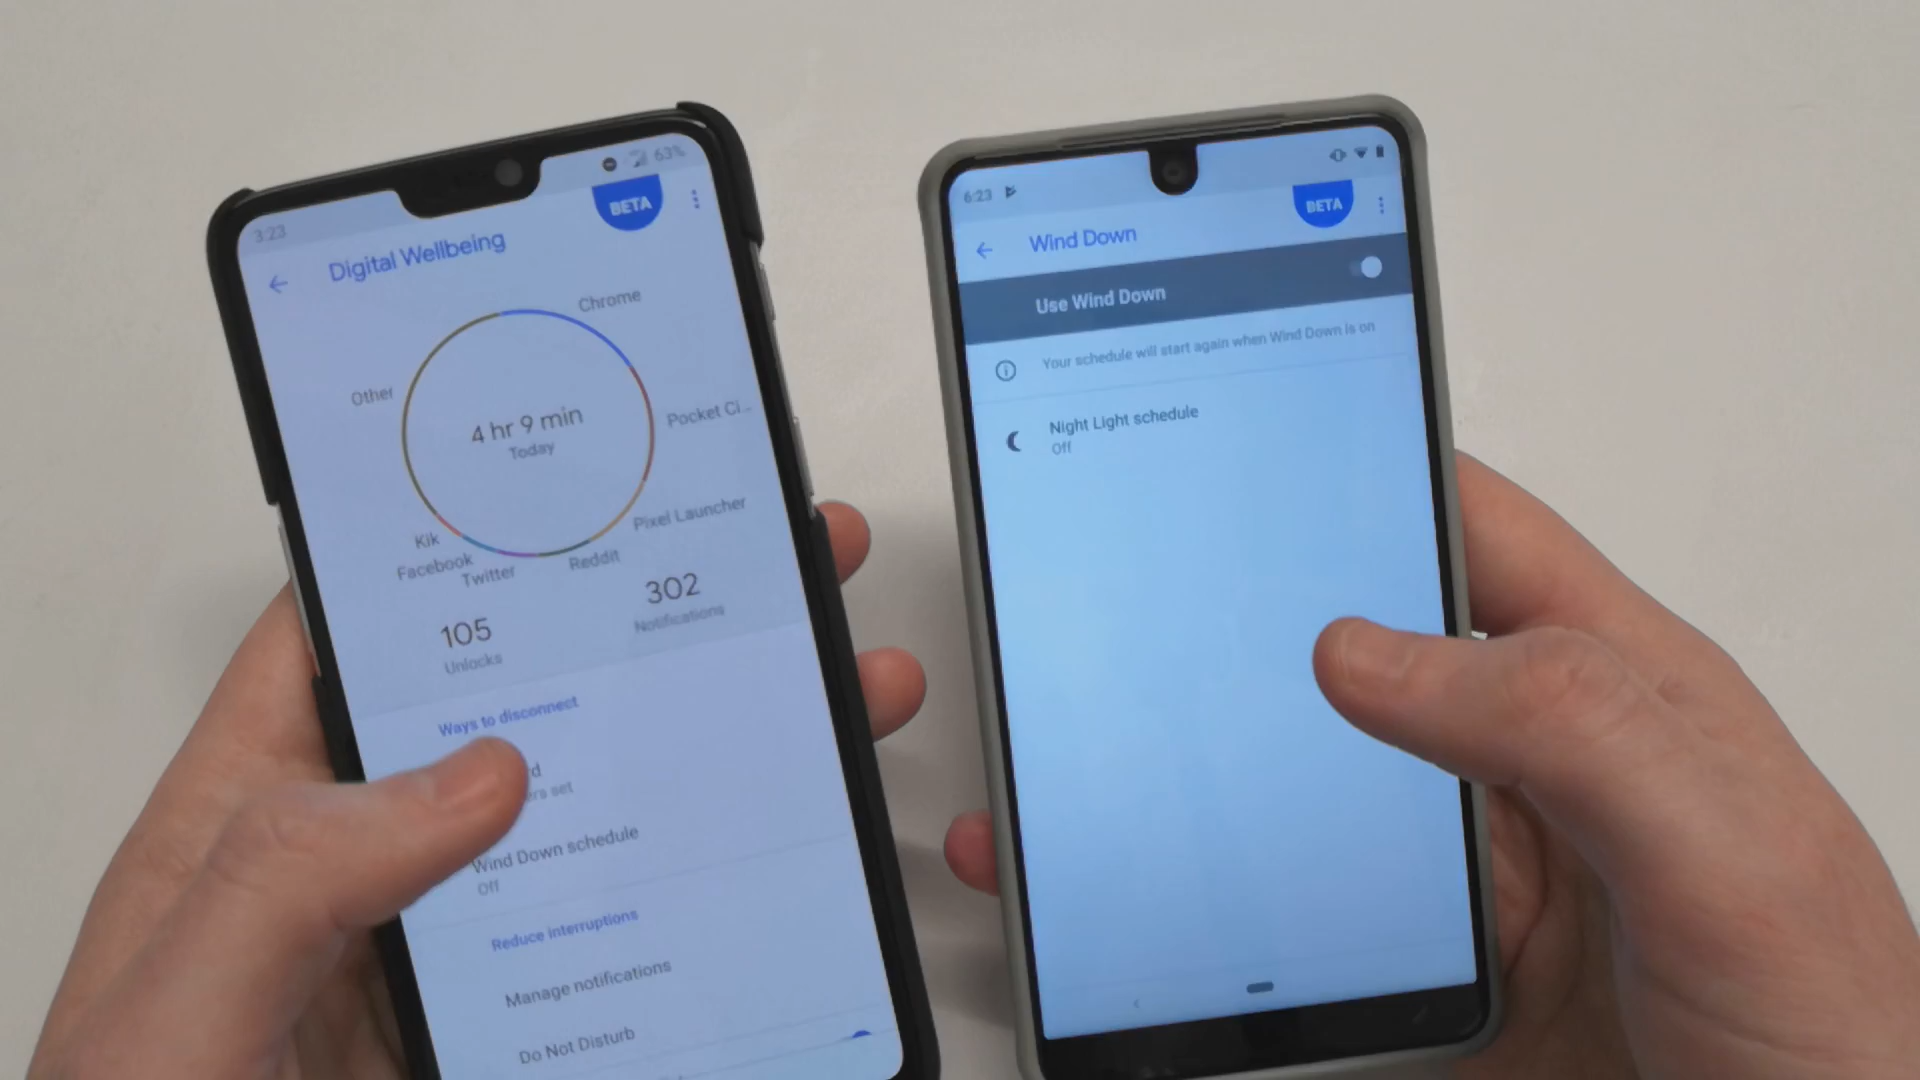 3:23
63%
BETA
Digital Wellbeing
Chrome
Other
Pocket Ci...
4 hr 9 min
Today
Pixel Launcher
Kik
Facebook
Twitter
Reddit
105
Unlocks
302
Notifications
Ways to disconnect
set
Wind Down schedule
Off
Reduce interruptions
Manage notifications
Do Not Disturb
6:23
BETA
Wind Down
Use Wind Down
Your schedule will start again when Wind Down is on
Night Light schedule
Off